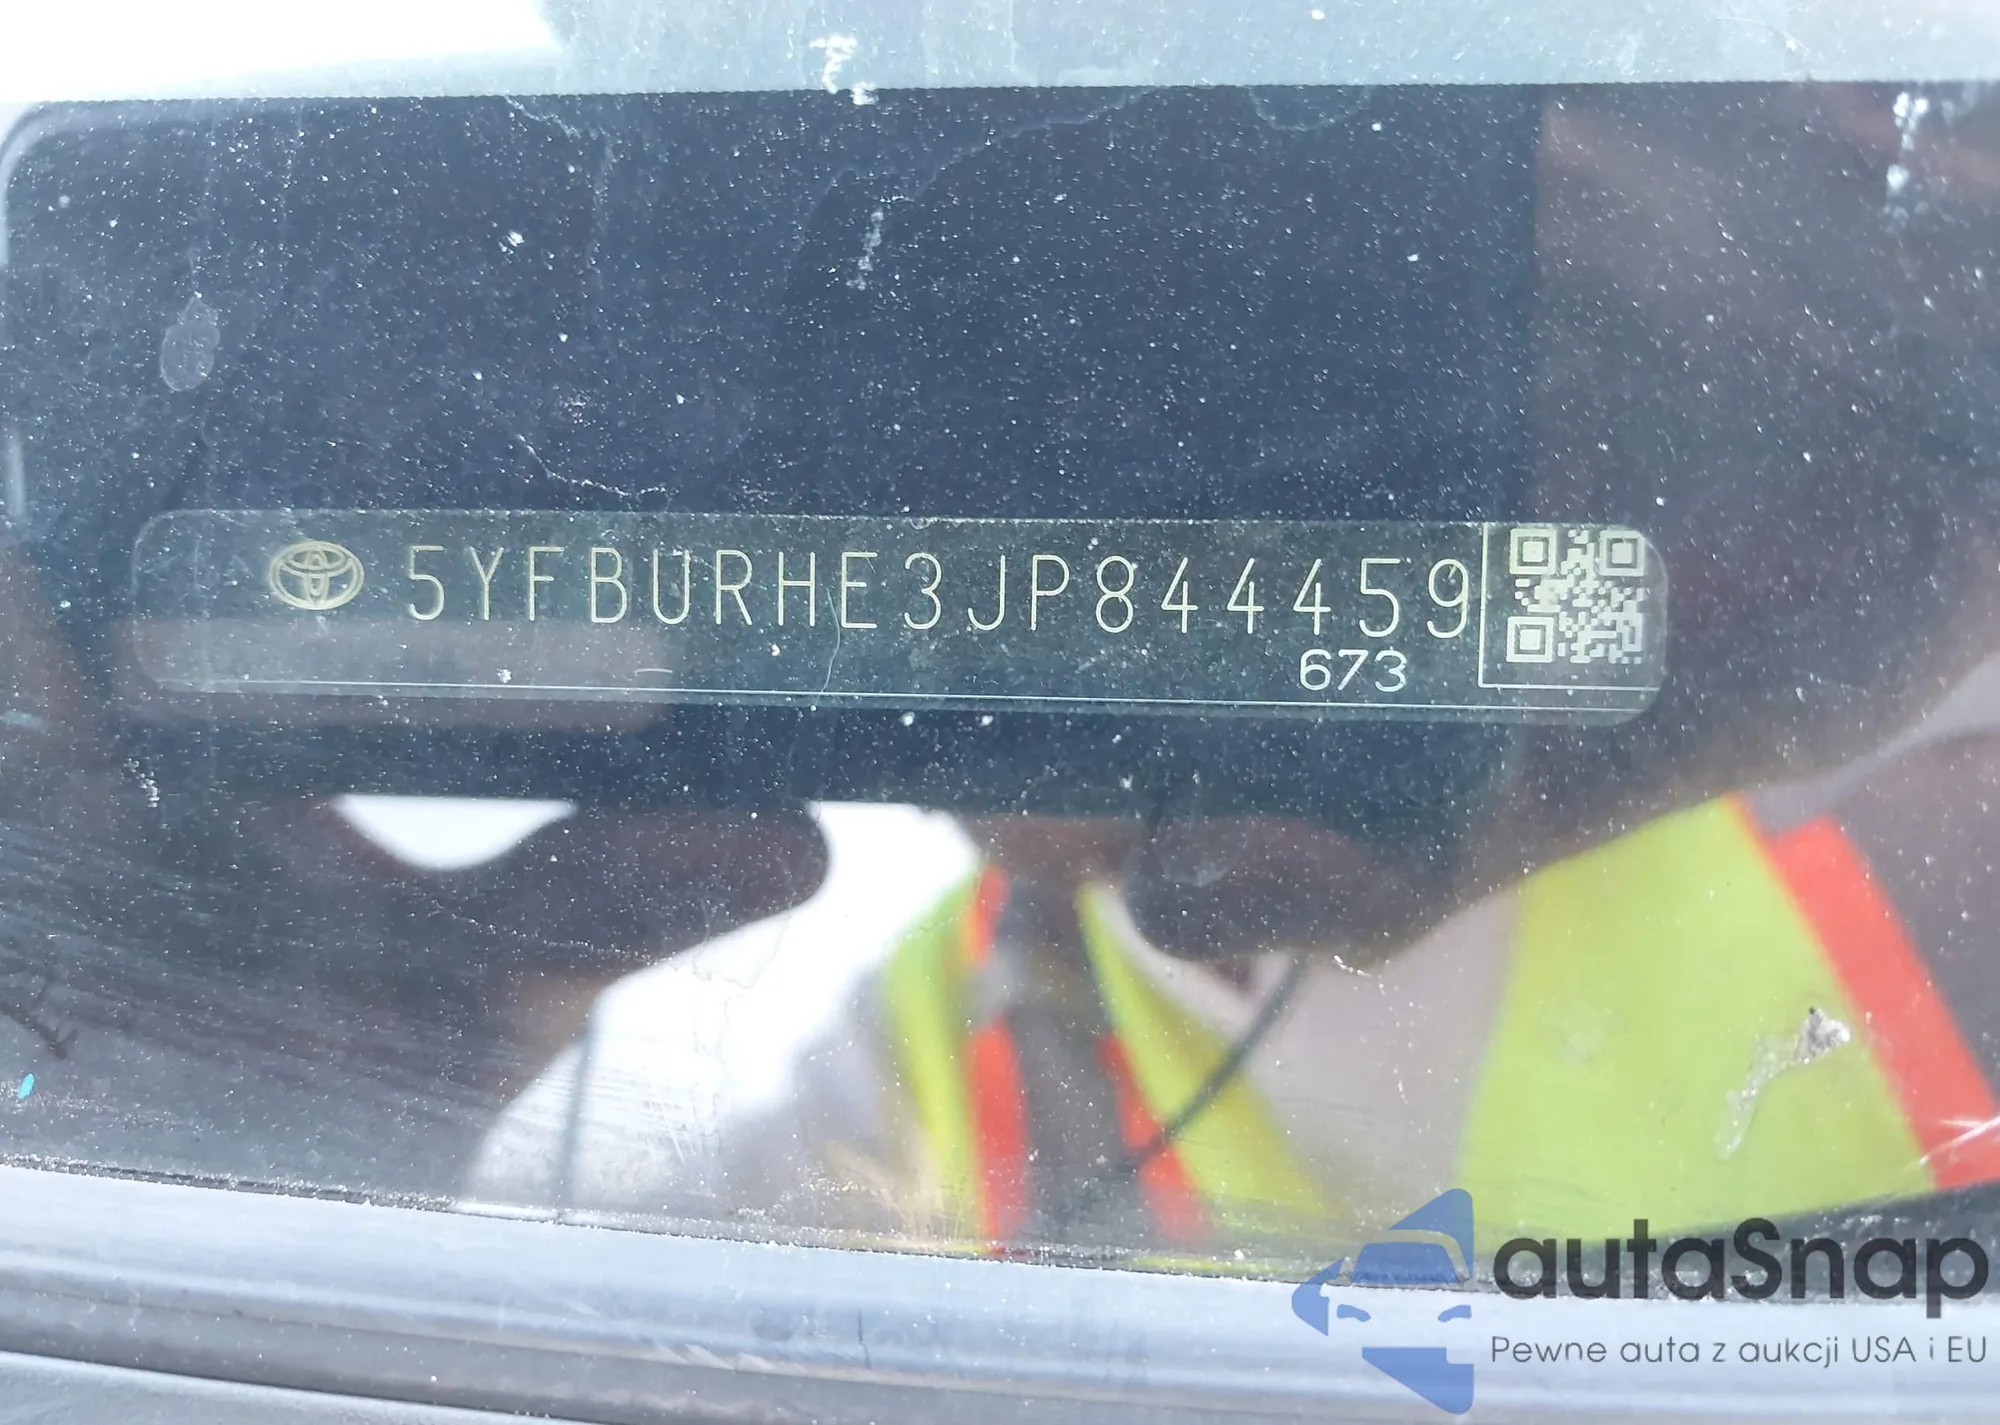 5YFBURHE3JP844459
673
autaSnap
Pewne auta z aukcji USA i EU